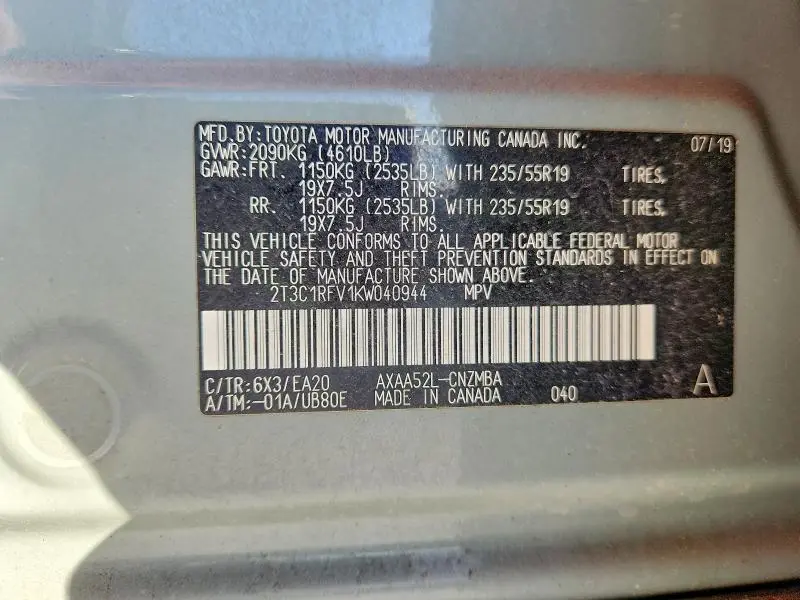 MFD.BY:TOYOTA MOTOR MANUFACTURING CANADA INC. 07/19
GVWR:2090KG (4610LB)
GAWR:FRT. 1150KG (2535LB) WITH 235/55R19 TIRES,
19X7.5J RIMS.
RR. 1150KG (2535LB) WITH 235/55R19 TIRES,
19X7.5J RIMS.
THIS VEHICLE CONFORMS TO ALL APPLICABLE FEDERAL MOTOR
VEHICLE SAFETY AND THEFT PREVENTION STANDARDS IN EFFECT ON
THE DATE OF MANUFACTURE SHOWN ABOVE.
2T3C1RFV1KW040944 MPV
C/TR:6X3/EA20 AXAA52L-CNZMBA A
A/TM:-01A/UB80E MADE IN CANADA 040